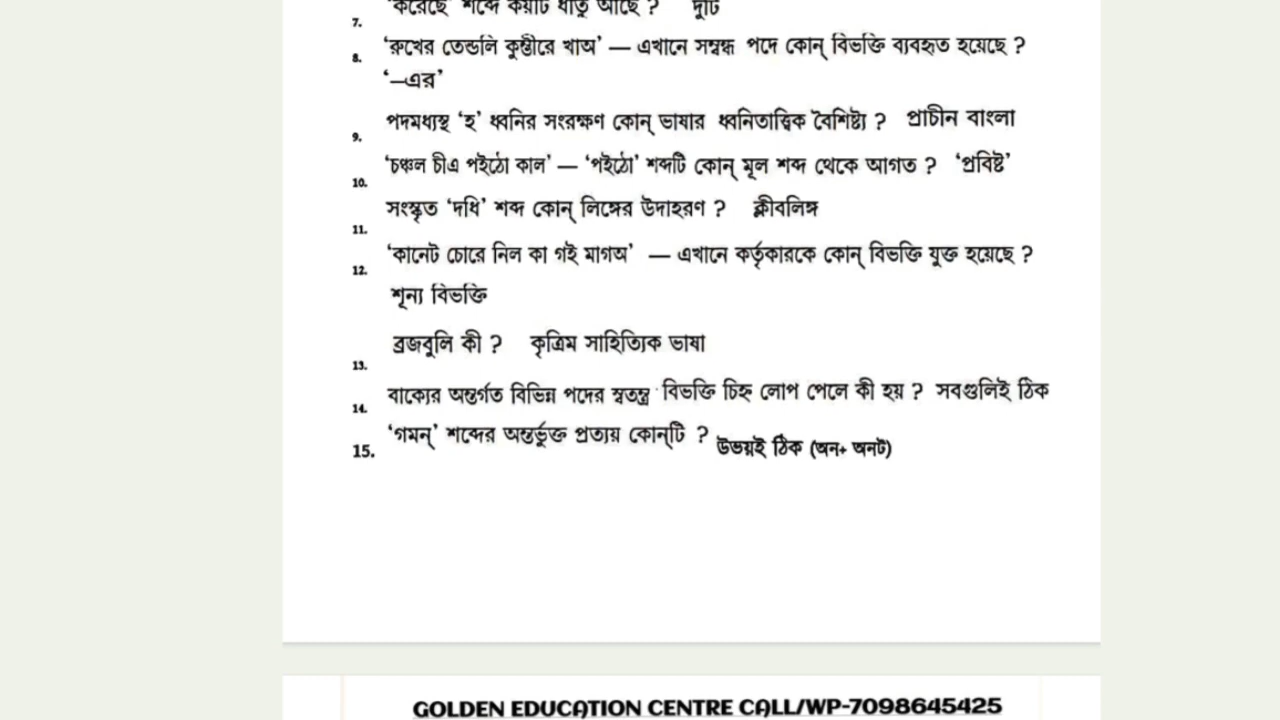 'করেছে' শব্দে কয়টি ধাতু আছে ? দুটি
7.
'রুখের তেন্তলি কুম্ভীরে খাঅ' — এখানে সম্বন্ধ পদে কোন্ বিভক্তি ব্যবহৃত হয়েছে ?
8.
'–এর'
পদমধ্যস্থ 'হ' ধ্বনির সংরক্ষণ কোন্ ভাষার ধ্বনিতাত্ত্বিক বৈশিষ্ট্য ? প্রাচীন বাংলা
9.
'চঞ্চল চীএ পইঠো কাল' — 'পইঠো' শব্দটি কোন্ মূল শব্দ থেকে আগত ? 'প্রবিষ্ট'
10.
সংস্কৃত 'দধি' শব্দ কোন্ লিঙ্গের উদাহরণ ? ক্লীবলিঙ্গ
11.
'কানেট চোরে নিল কা গই মাগঅ' — এখানে কর্তৃকারকে কোন্ বিভক্তি যুক্ত হয়েছে ?
12.
শূন্য বিভক্তি
ব্রজবুলি কী ? কৃত্রিম সাহিত্যিক ভাষা
13.
বাক্যের অন্তর্গত বিভিন্ন পদের স্বতন্ত্র বিভক্তি চিহ্ন লোপ পেলে কী হয় ? সবগুলিই ঠিক
14.
'গমন্' শব্দের অন্তর্ভুক্ত প্রত্যয় কোন্‌টি ? উভয়ই ঠিক (অন+ অনট)
15.
GOLDEN EDUCATION CENTRE CALL/WP-7098645425